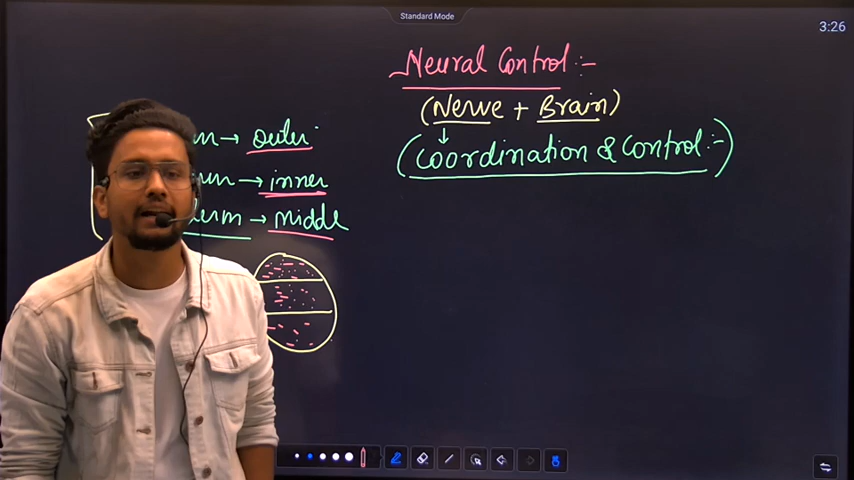 Standard Mode
3:26
Neural Control :-
(Nerve + Brain)
(Coordination & Control :-)
→ outer
→ inner
→ middle